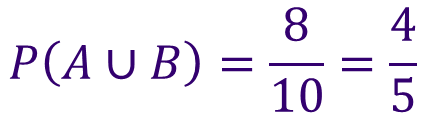 P(A ∪ B) = 8/10 = 4/5